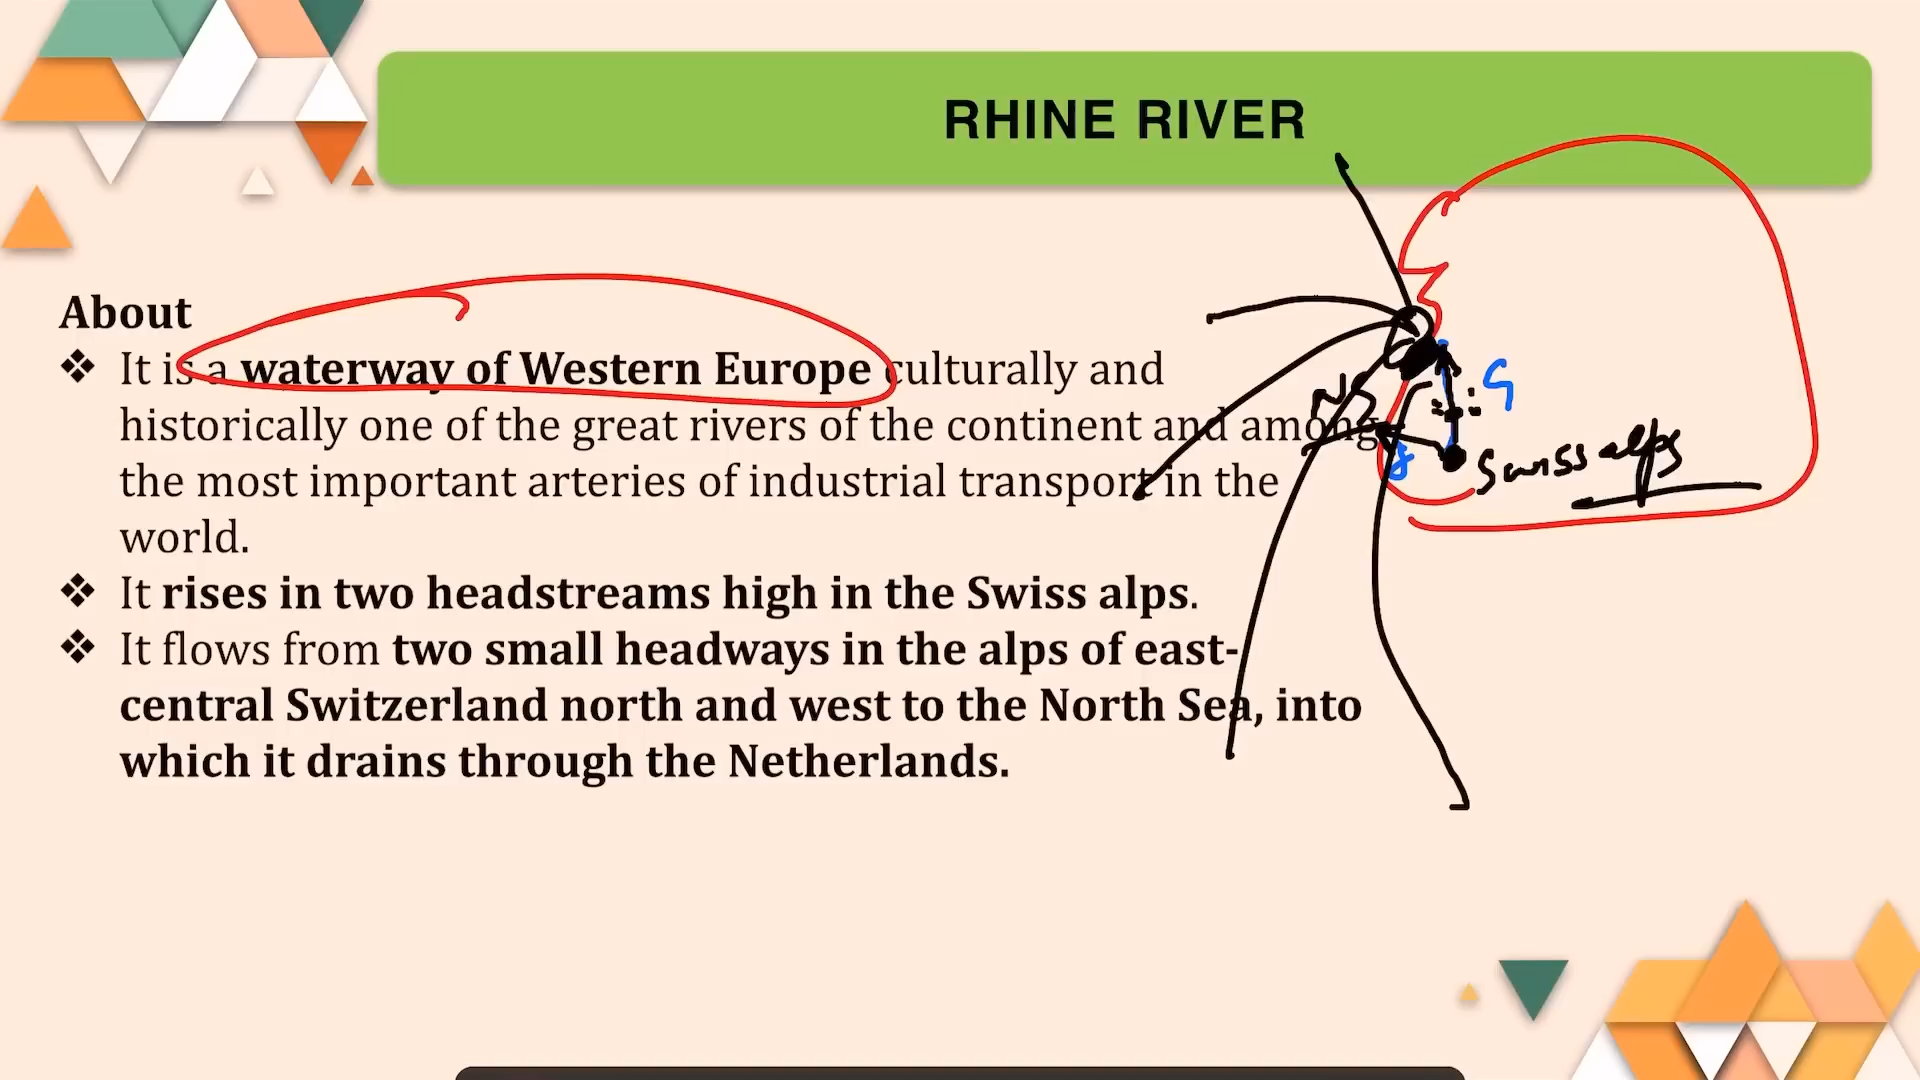 RHINE RIVER
About
❖ It is a waterway of Western Europe culturally and
historically one of the great rivers of the continent and among
the most important arteries of industrial transport in the
world.
❖ It rises in two headstreams high in the Swiss alps.
❖ It flows from two small headways in the alps of east-
central Switzerland north and west to the North Sea, into
which it drains through the Netherlands.
NS
G
Swiss alps